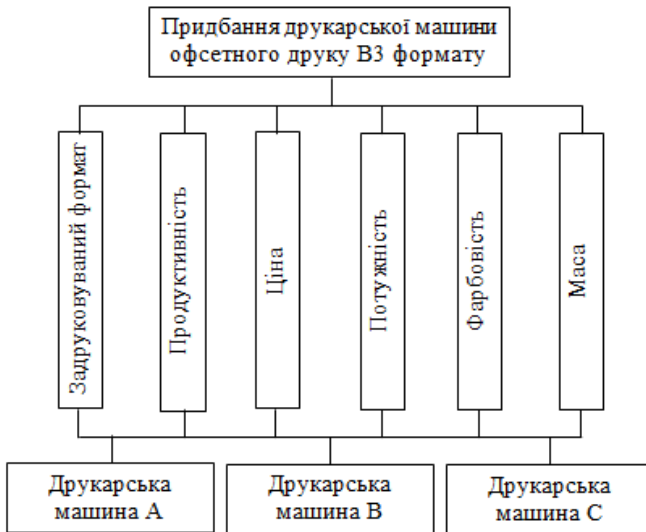 Придбання друкарської машини
офсетного друку В3 формату
Задруковуваний формат
Продуктивність
Ціна
Потужність
Фарбовість
Маса
Друкарська
машина А
Друкарська
машина В
Друкарська
машина С